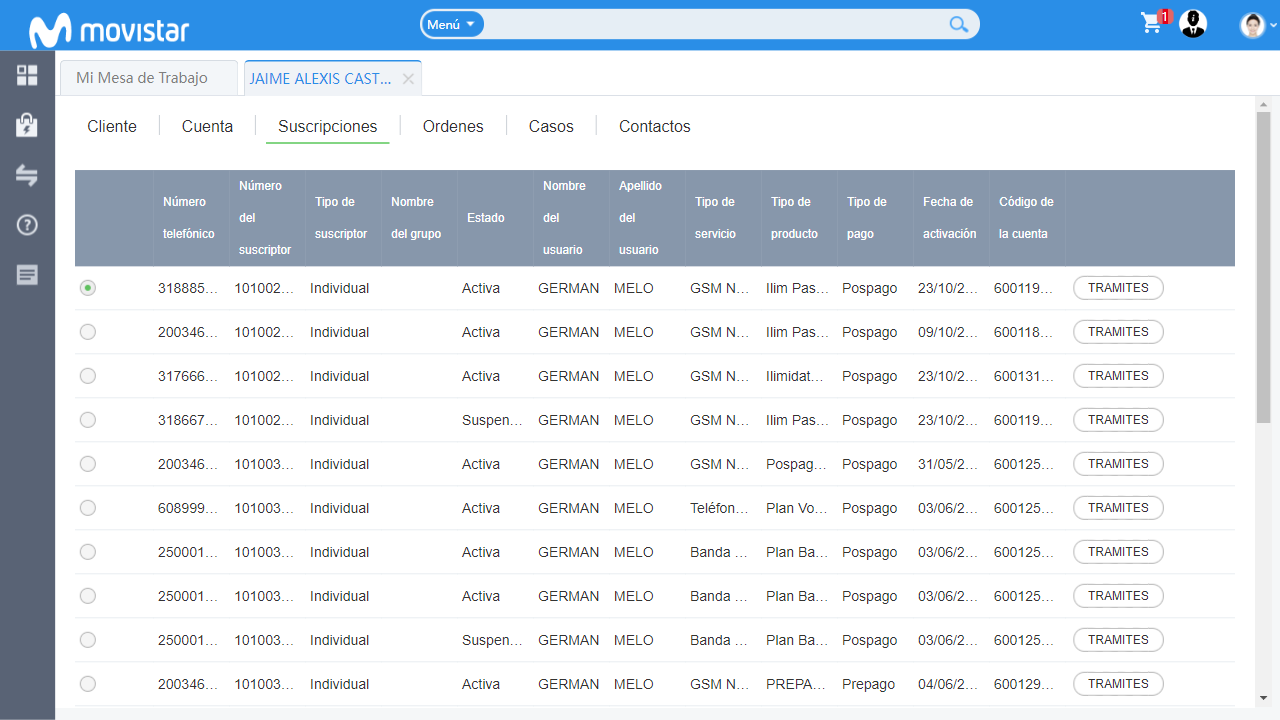 movistar
Menú
1
Mi Mesa de Trabajo
JAIME ALEXIS CAST...
Cliente
Cuenta
Suscripciones
Ordenes
Casos
Contactos
Número telefónico
Número del suscriptor
Tipo de suscriptor
Nombre del grupo
Estado
Nombre del usuario
Apellido del usuario
Tipo de servicio
Tipo de producto
Tipo de pago
Fecha de activación
Código de la cuenta
318885... 101002... Individual Activa GERMAN MELO GSM N... Ilim Pas... Pospago 23/10/2... 600119... TRAMITES
200346... 101002... Individual Activa GERMAN MELO GSM N... Ilim Pas... Pospago 09/10/2... 600118... TRAMITES
317666... 101002... Individual Activa GERMAN MELO GSM N... Ilimidat... Pospago 23/10/2... 600131... TRAMITES
318667... 101002... Individual Suspen... GERMAN MELO GSM N... Ilim Pas... Pospago 23/10/2... 600119... TRAMITES
200346... 101003... Individual Activa GERMAN MELO GSM N... Pospag... Pospago 31/05/2... 600125... TRAMITES
608999... 101003... Individual Activa GERMAN MELO Teléfon... Plan Vo... Pospago 03/06/2... 600125... TRAMITES
250001... 101003... Individual Activa GERMAN MELO Banda ... Plan Ba... Pospago 03/06/2... 600125... TRAMITES
250001... 101003... Individual Activa GERMAN MELO Banda ... Plan Ba... Pospago 03/06/2... 600125... TRAMITES
250001... 101003... Individual Suspen... GERMAN MELO Banda ... Plan Ba... Pospago 03/06/2... 600125... TRAMITES
200346... 101003... Individual Activa GERMAN MELO GSM N... PREPA... Prepago 04/06/2... 600129... TRAMITES